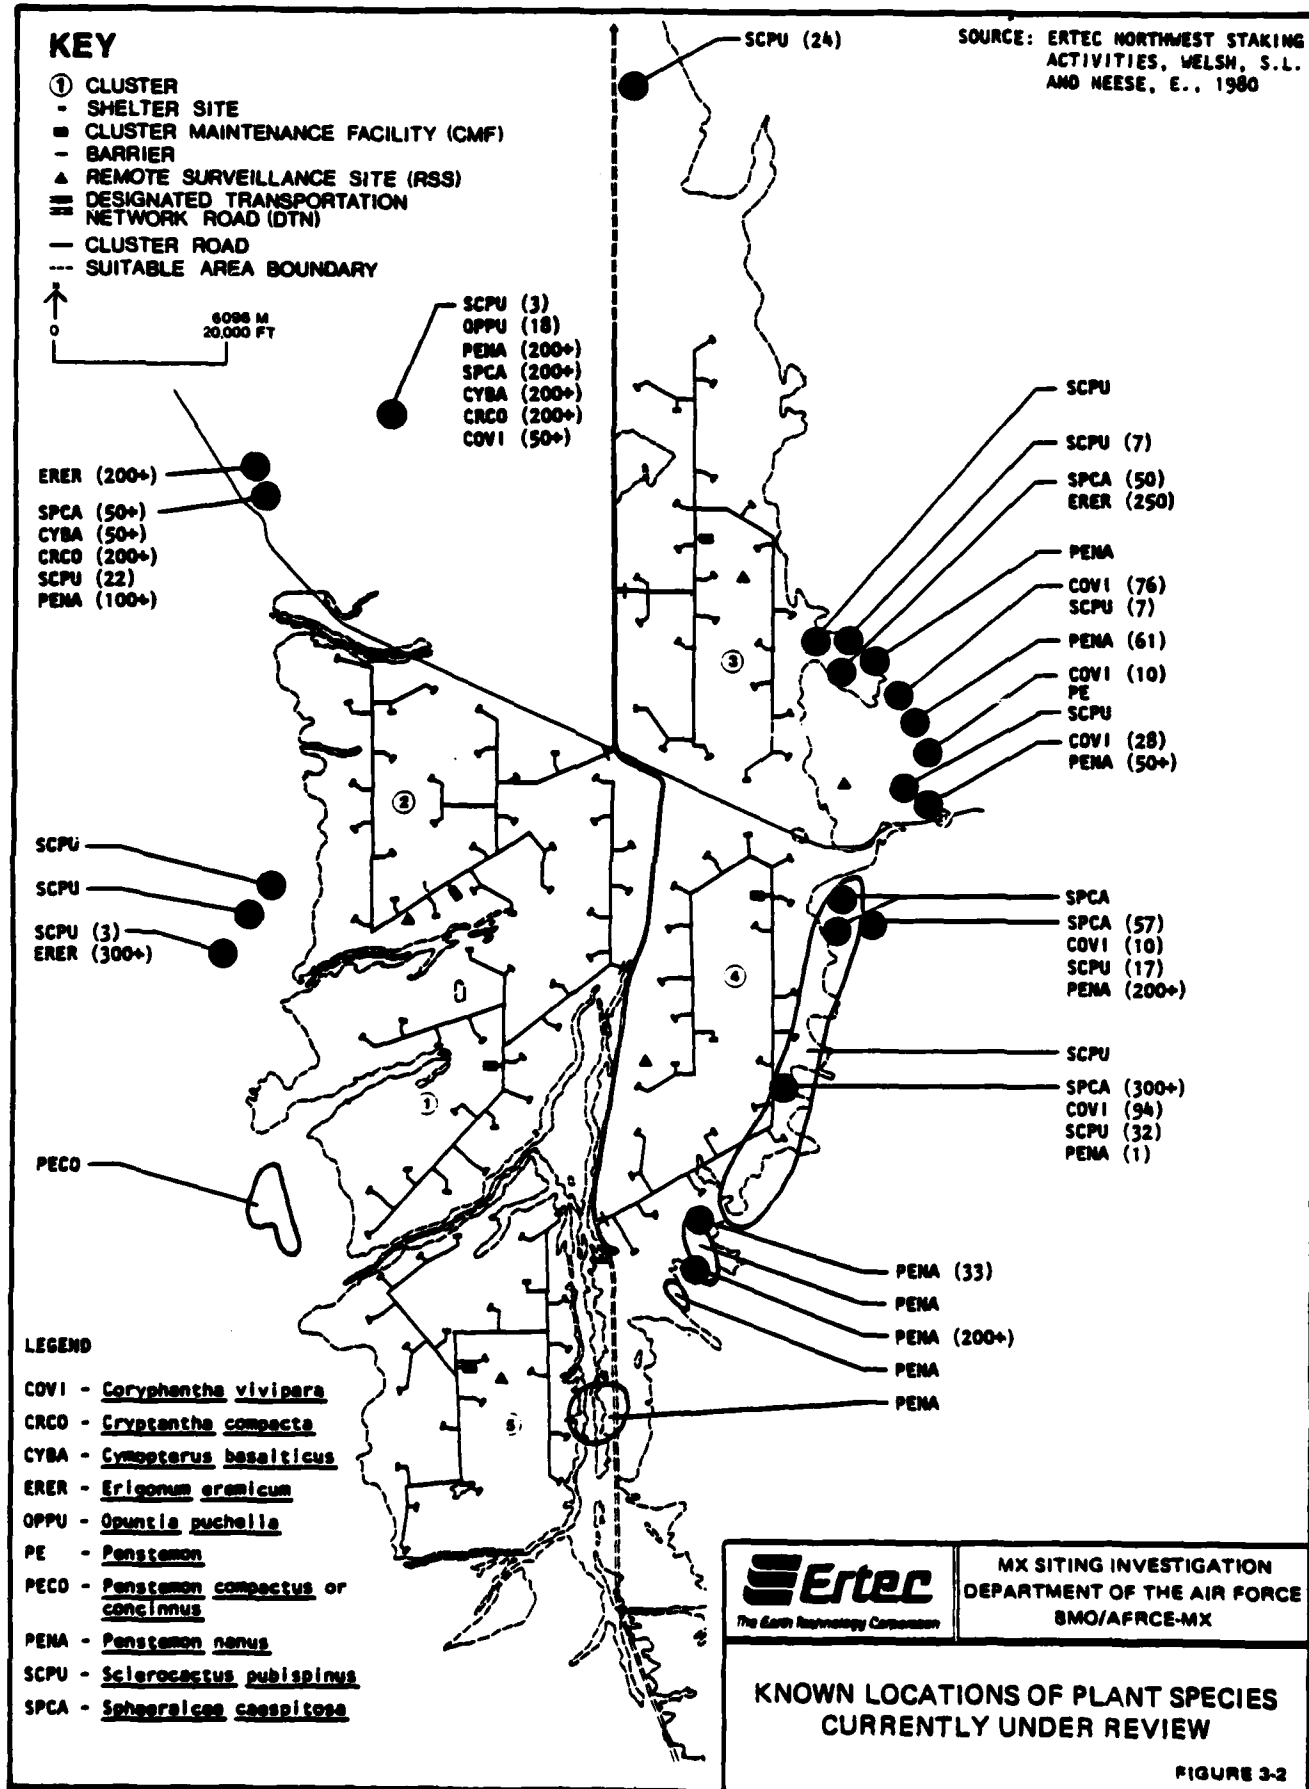 KEY
① CLUSTER
- SHELTER SITE
CLUSTER MAINTENANCE FACILITY (CMF)
- BARRIER
▲ REMOTE SURVEILLANCE SITE (RSS)
DESIGNATED TRANSPORTATION
NETWORK ROAD (DTN)
— CLUSTER ROAD
--- SUITABLE AREA BOUNDARY
N
0
6096 M
20,000 FT
SOURCE: ERTEC NORTHWEST STAKING
ACTIVITIES, WELSH, S.L.
AND NEESE, E., 1980
SCPU (24)
SCPU (3)
OPPU (18)
PENA (200+)
SPCA (200+)
CYBA (200+)
CRCO (200+)
COVI (50+)
ERER (200+)
SPCA (50+)
CYBA (50+)
CRCO (200+)
SCPU (22)
PENA (100+)
SCPU
SCPU (7)
SPCA (50)
ERER (250)
PENA
COVI (76)
SCPU (7)
PENA (61)
COVI (10)
PE
SCPU
COVI (28)
PENA (50+)
③
②
SCPU
SCPU
SCPU (3)
ERER (300+)
SPCA
SPCA (57)
COVI (10)
SCPU (17)
PENA (200+)
④
SCPU
SPCA (300+)
COVI (94)
SCPU (32)
PENA (1)
①
PECO
PENA (33)
PENA
PENA (200+)
PENA
PENA
⑤
LEGEND
COVI - Coryphantha vivipara
CRCO - Cryptantha compacta
CYBA - Cymopterus basalticus
ERER - Erigonum eremicum
OPPU - Opuntia puchella
PE - Penstemon
PECO - Penstemon compactus or
concinnus
PENA - Penstemon nanus
SCPU - Sclerocactus pubispinus
SPCA - Sphaeralcea caespitosa
Ertec
The Earth Technology Corporation
MX SITING INVESTIGATION
DEPARTMENT OF THE AIR FORCE
BMO/AFRCE-MX
KNOWN LOCATIONS OF PLANT SPECIES
CURRENTLY UNDER REVIEW
FIGURE 3-2